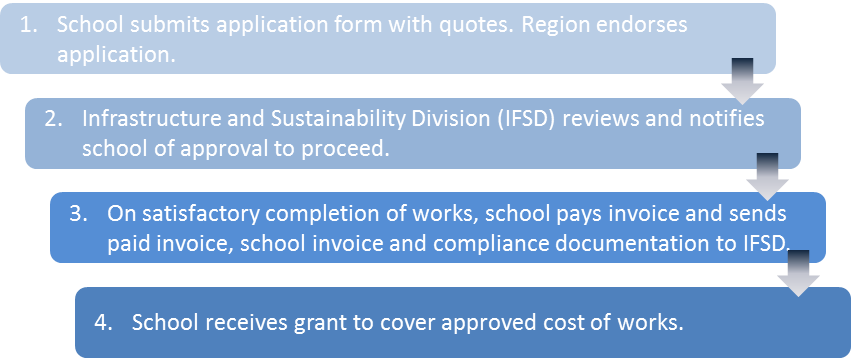 1. School submits application form with quotes. Region endorses
application.
2. Infrastructure and Sustainability Division (IFSD) reviews and notifies
school of approval to proceed.
3. On satisfactory completion of works, school pays invoice and sends
paid invoice, school invoice and compliance documentation to IFSD.
4. School receives grant to cover approved cost of works.